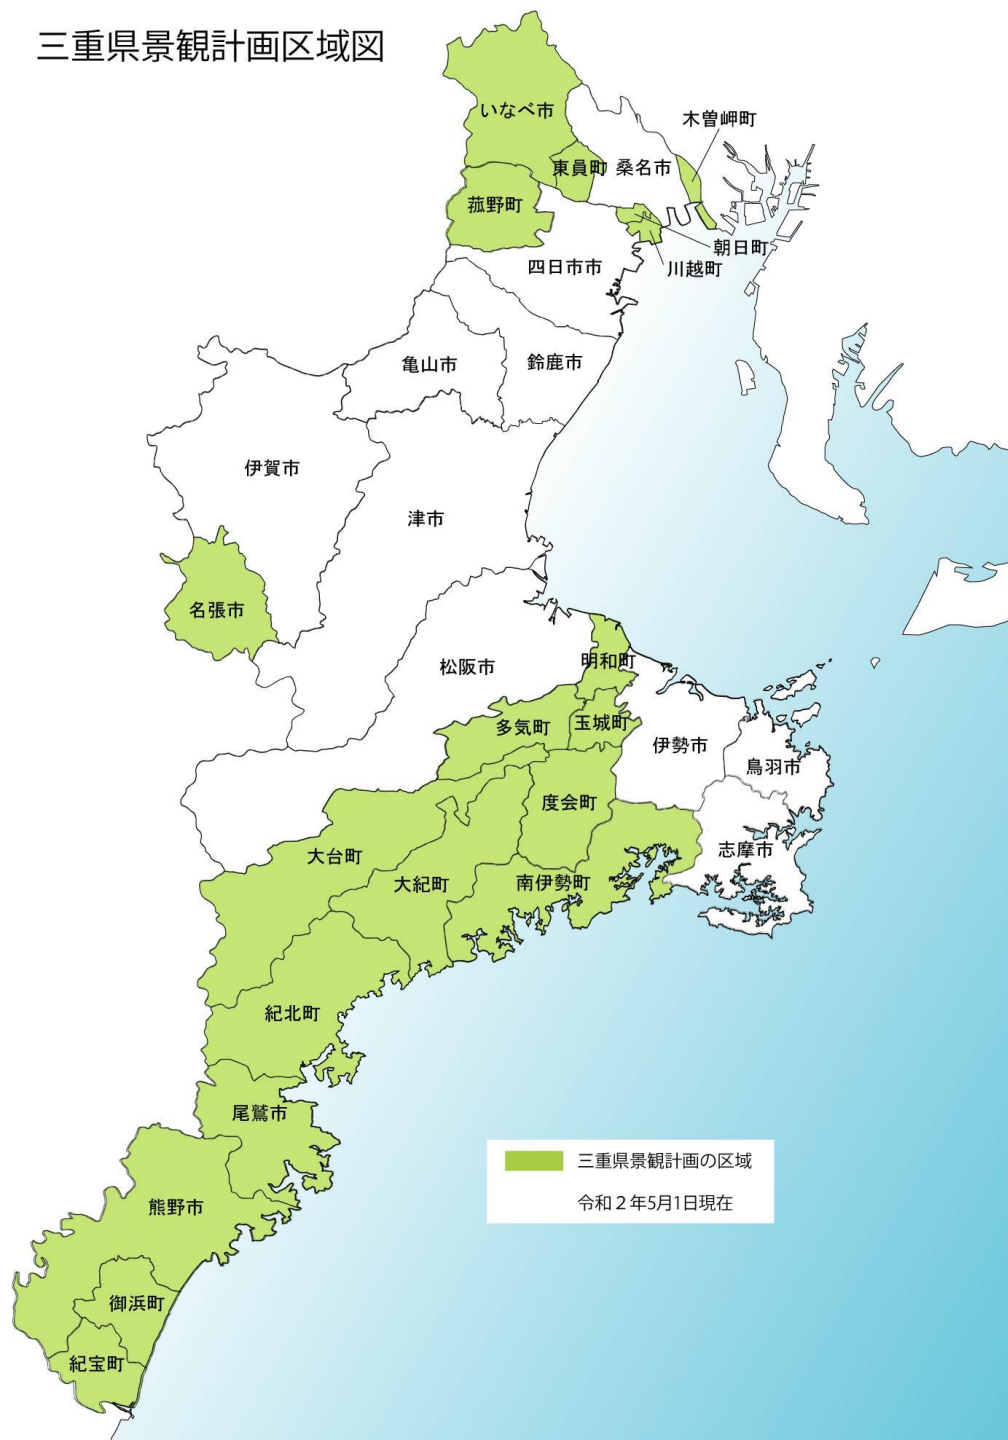 三重県景観計画区域図
いなべ市
木曽岬町
東員町
桑名市
菰野町
朝日町
四日市市
川越町
亀山市
鈴鹿市
伊賀市
津市
名張市
松阪市
明和町
多気町
玉城町
伊勢市
鳥羽市
度会町
大台町
志摩市
大紀町
南伊勢町
紀北町
尾鷲市
三重県景観計画の区域
令和2年5月1日現在
熊野市
御浜町
紀宝町